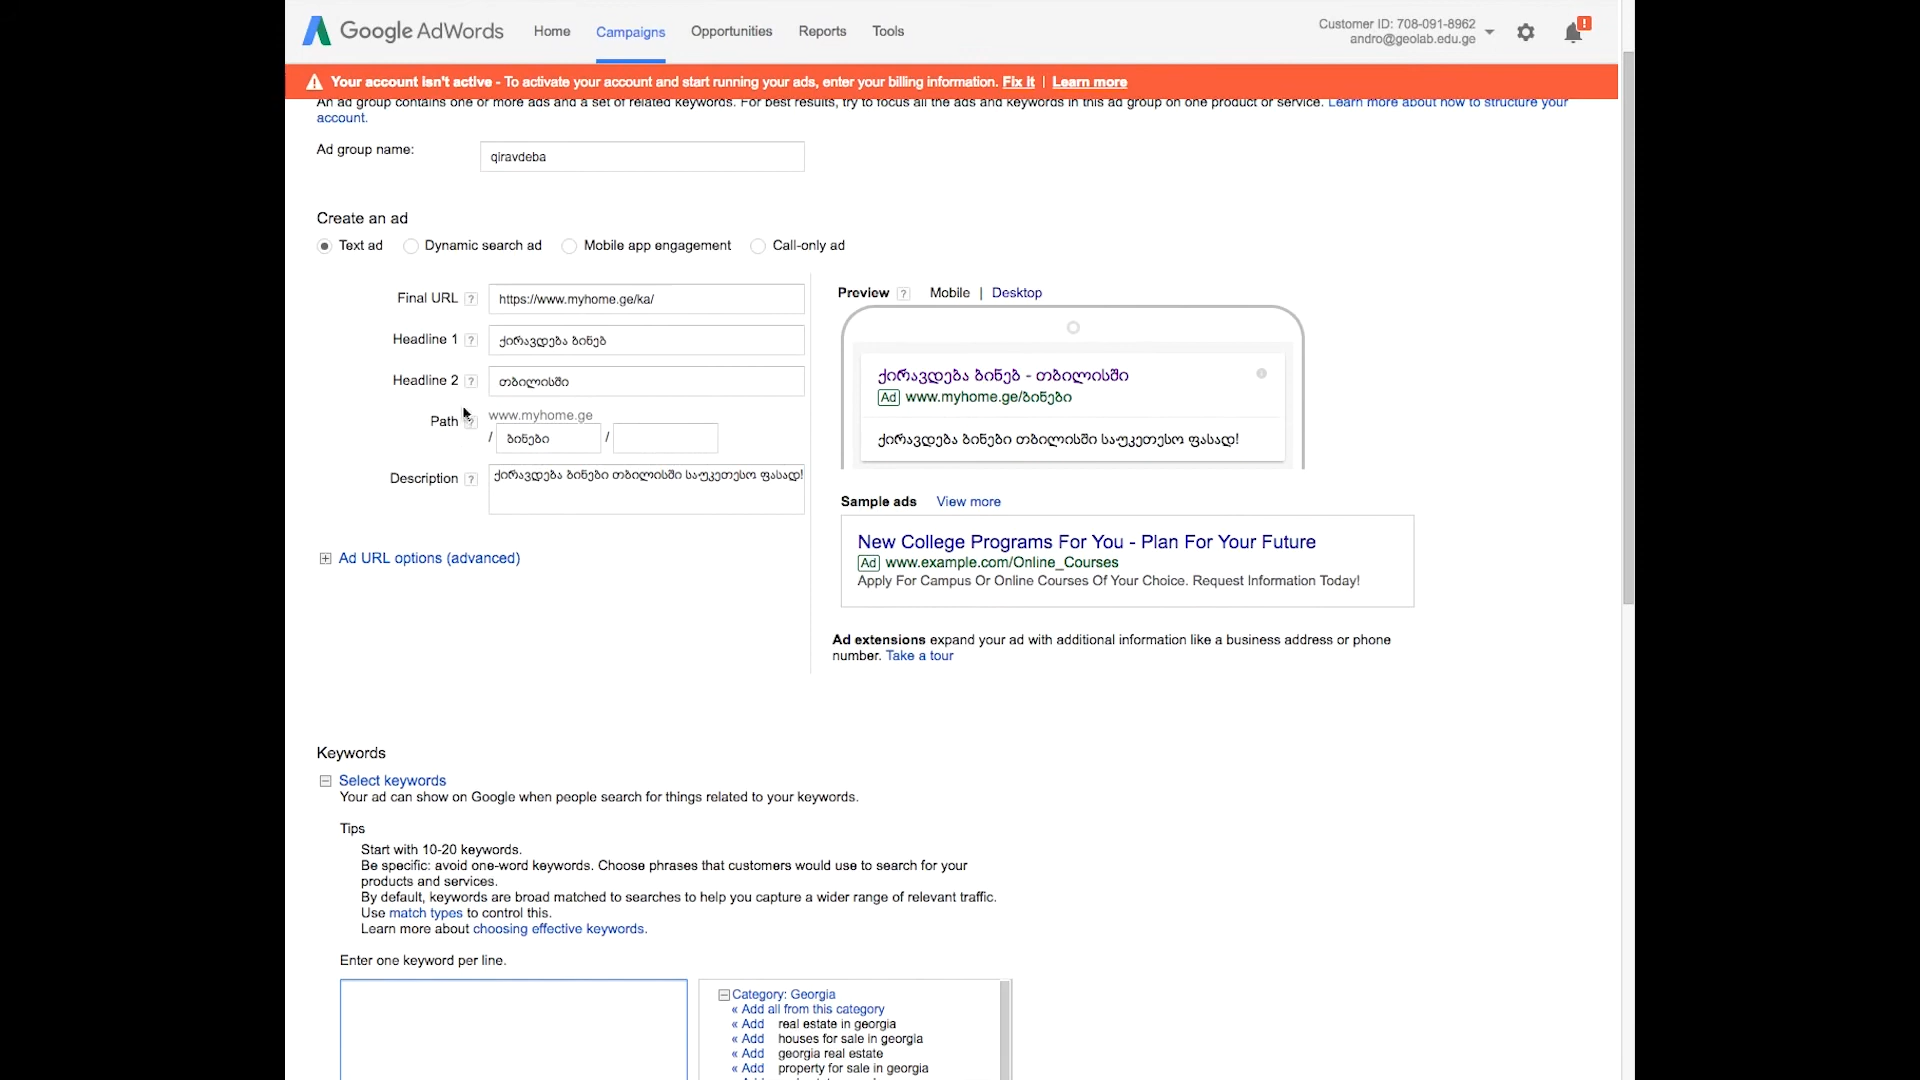 Google AdWords
Home
Campaigns
Opportunities
Reports
Tools
Customer ID: 708-091-8962
andro@geolab.edu.ge
!
Your account isn't active - To activate your account and start running your ads, enter your billing information. Fix it | Learn more
An ad group contains one or more ads and a set of related keywords. For best results, try to focus all the ads and keywords in this ad group on one product or service. Learn more about how to structure your
account.
Ad group name:
qiravdeba
Create an ad
Text ad
Dynamic search ad
Mobile app engagement
Call-only ad
Final URL ?
https://www.myhome.ge/ka/
Headline 1 ?
ქირავდება ბინებ
Headline 2 ?
თბილისში
Path ?
www.myhome.ge
/ ბინები /
Description ?
ქირავდება ბინები თბილისში საუკეთესო ფასად!
Ad URL options (advanced)
Preview ? Mobile | Desktop
ქირავდება ბინებ - თბილისში
Ad www.myhome.ge/ბინები
ქირავდება ბინები თბილისში საუკეთესო ფასად!
Sample ads View more
New College Programs For You - Plan For Your Future
Ad www.example.com/Online_Courses
Apply For Campus Or Online Courses Of Your Choice. Request Information Today!
Ad extensions expand your ad with additional information like a business address or phone
number. Take a tour
Keywords
Select keywords
Your ad can show on Google when people search for things related to your keywords.
Tips
Start with 10-20 keywords.
Be specific: avoid one-word keywords. Choose phrases that customers would use to search for your
products and services.
By default, keywords are broad matched to searches to help you capture a wider range of relevant traffic.
Use match types to control this.
Learn more about choosing effective keywords.
Enter one keyword per line.
Category: Georgia
« Add all from this category
« Add real estate in georgia
« Add houses for sale in georgia
« Add georgia real estate
« Add property for sale in georgia